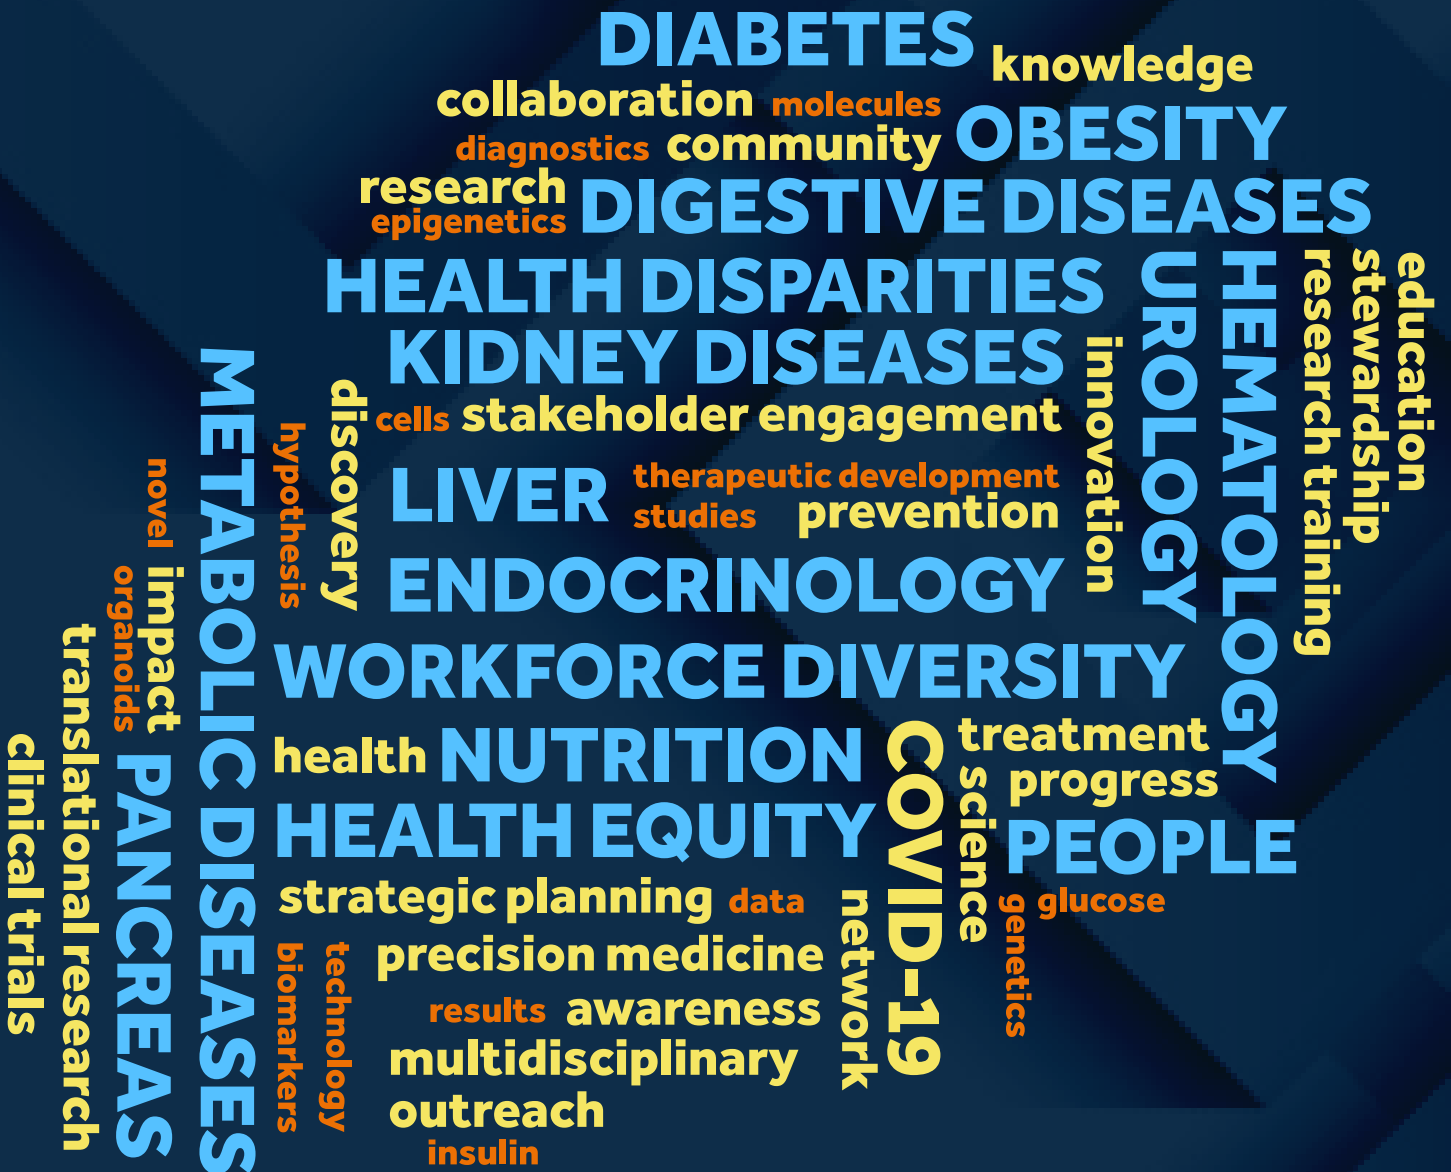 DIABETES
knowledge
collaboration
molecules
diagnostics
community
OBESITY
research
epigenetics
DIGESTIVE DISEASES
HEALTH DISPARITIES
UROLOGY
HEMATOLOGY
research training
stewardship
education
KIDNEY DISEASES
innovation
METABOLIC DISEASES
hypothesis
discovery
cells
stakeholder engagement
novel
LIVER
therapeutic development
studies
prevention
ENDOCRINOLOGY
organoids
impact
translational research
WORKFORCE DIVERSITY
clinical trials
PANCREAS
health
NUTRITION
COVID-19
treatment
science
progress
HEALTH EQUITY
PEOPLE
strategic planning
data
network
genetics
glucose
biomarkers
technology
precision medicine
results
awareness
multidisciplinary
outreach
insulin